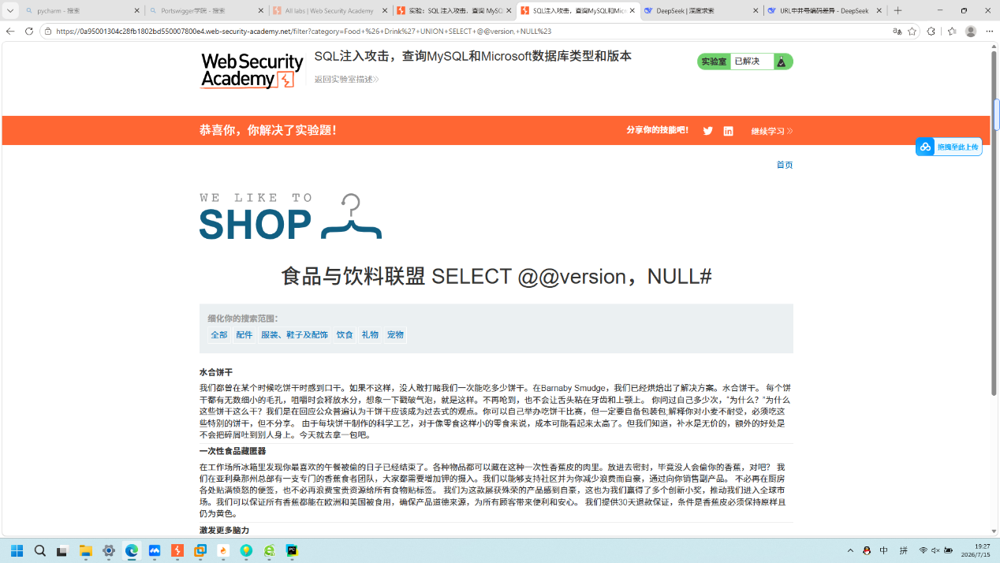 pycharm - 搜索
Portswigger学院 - 搜索
All labs | Web Security Academy
实验：SQL 注入攻击，查询 MySQ
SQL注入攻击，查询MySQL和Micr
DeepSeek | 深度求索
URL中井号编码差异 - DeepSeek
https://0a95001304c28fb1802bd550007800e4.web-security-academy.net/filter?category=Food+%26+Drink%27+UNION+SELECT+@@version,+NULL%23
WebSecurity
Academy
SQL注入攻击，查询MySQL和Microsoft数据库类型和版本
返回实验室描述
实验室 已解决
恭喜你，你解决了实验题！
分享你的技能吧！
继续学习
拖拽至此上传
首页
WE LIKE TO
SHOP
食品与饮料联盟 SELECT @@version，NULL#
细化你的搜索范围：
全部 配件 服装、鞋子及配饰 饮食 礼物 宠物
水合饼干
我们都曾在某个时候吃饼干时感到口干。如果不这样，没人敢打赌我们一次能吃多少饼干。在Barnaby Smudge，我们已经烘焙出了解决方案。水合饼干。 每个饼
干都有无数细小的毛孔，咀嚼时会释放水分，想象一下戳破气泡，就是这样。不再呛到，也不会让舌头粘在牙齿和上颚上。 你问过自己多少次，“为什么？”为什么
这些饼干这么干？我们是在回应公众普遍认为干饼干应该成为过去式的观点。你可以自己举办吃饼干比赛，但一定要自备包装包;解释你对小麦不耐受，必须吃这
些特别的饼干，但不分享。 由于每块饼干制作的科学工艺，对于像零食这样小的零食来说，成本可能看起来太高了。但我们知道，补水是无价的，额外的好处是
不会把碎屑吐到别人身上。今天就去拿一包吧。
一次性食品藏匿器
在工作场所冰箱里发现你最喜欢的午餐被偷的日子已经结束了。各种物品都可以藏在这种一次性香蕉皮的肉里。放进去密封，毕竟没人会偷你的香蕉，对吧？ 我
们在亚利桑那州总部有一支专门的香蕉食者团队，大家都需要增加钾的摄入。我们以能够支持社区并为你减少浪费而自豪，通过向你销售副产品。 不必再在厨房
各处贴满愤怒的便签，也不必再浪费宝贵资源给所有食物贴标签。 我们为这款屡获殊荣的产品感到自豪，这也为我们赢得了多个创新小奖，推动我们进入全球市
场。我们可以保证所有香蕉都能在欧洲和美国被食用，确保产品道德来源，为所有顾客带来便利和安心。 我们提供30天退款保证，条件是香蕉皮必须保持原样且
仍为黄色。
激发更多脑力
中 拼
19:27
2026/7/15